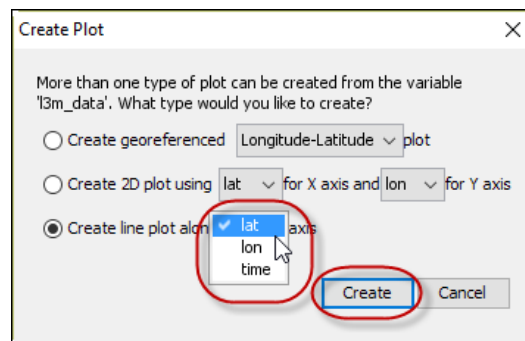 Create Plot
More than one type of plot can be created from the variable
'l3m_data'. What type would you like to create?
Create georeferenced Longitude-Latitude plot
Create 2D plot using lat for X axis and lon for Y axis
Create line plot alon lat axis
lon
time
Create Cancel